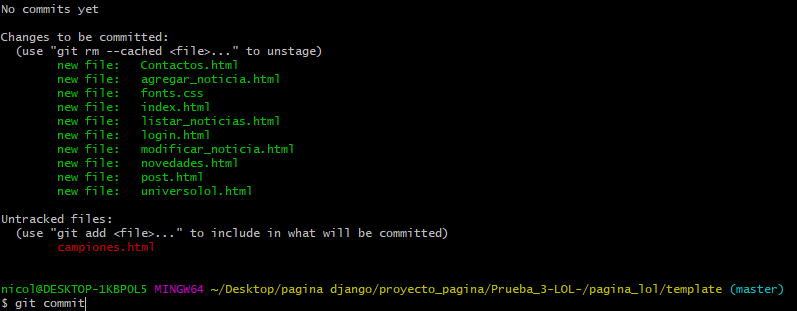 No commits yet
Changes to be committed:
(use "git rm --cached <file>..." to unstage)
new file:   Contactos.html
new file:   agregar_noticia.html
new file:   fonts.css
new file:   index.html
new file:   listar_noticias.html
new file:   login.html
new file:   modificar_noticia.html
new file:   novedades.html
new file:   post.html
new file:   universolol.html
Untracked files:
(use "git add <file>..." to include in what will be committed)
campiones.html
nicol@DESKTOP-1KBPOL5 MINGW64 ~/Desktop/pagina django/proyecto_pagina/Prueba_3-LOL-/pagina_lol/template (master)
$ git commit